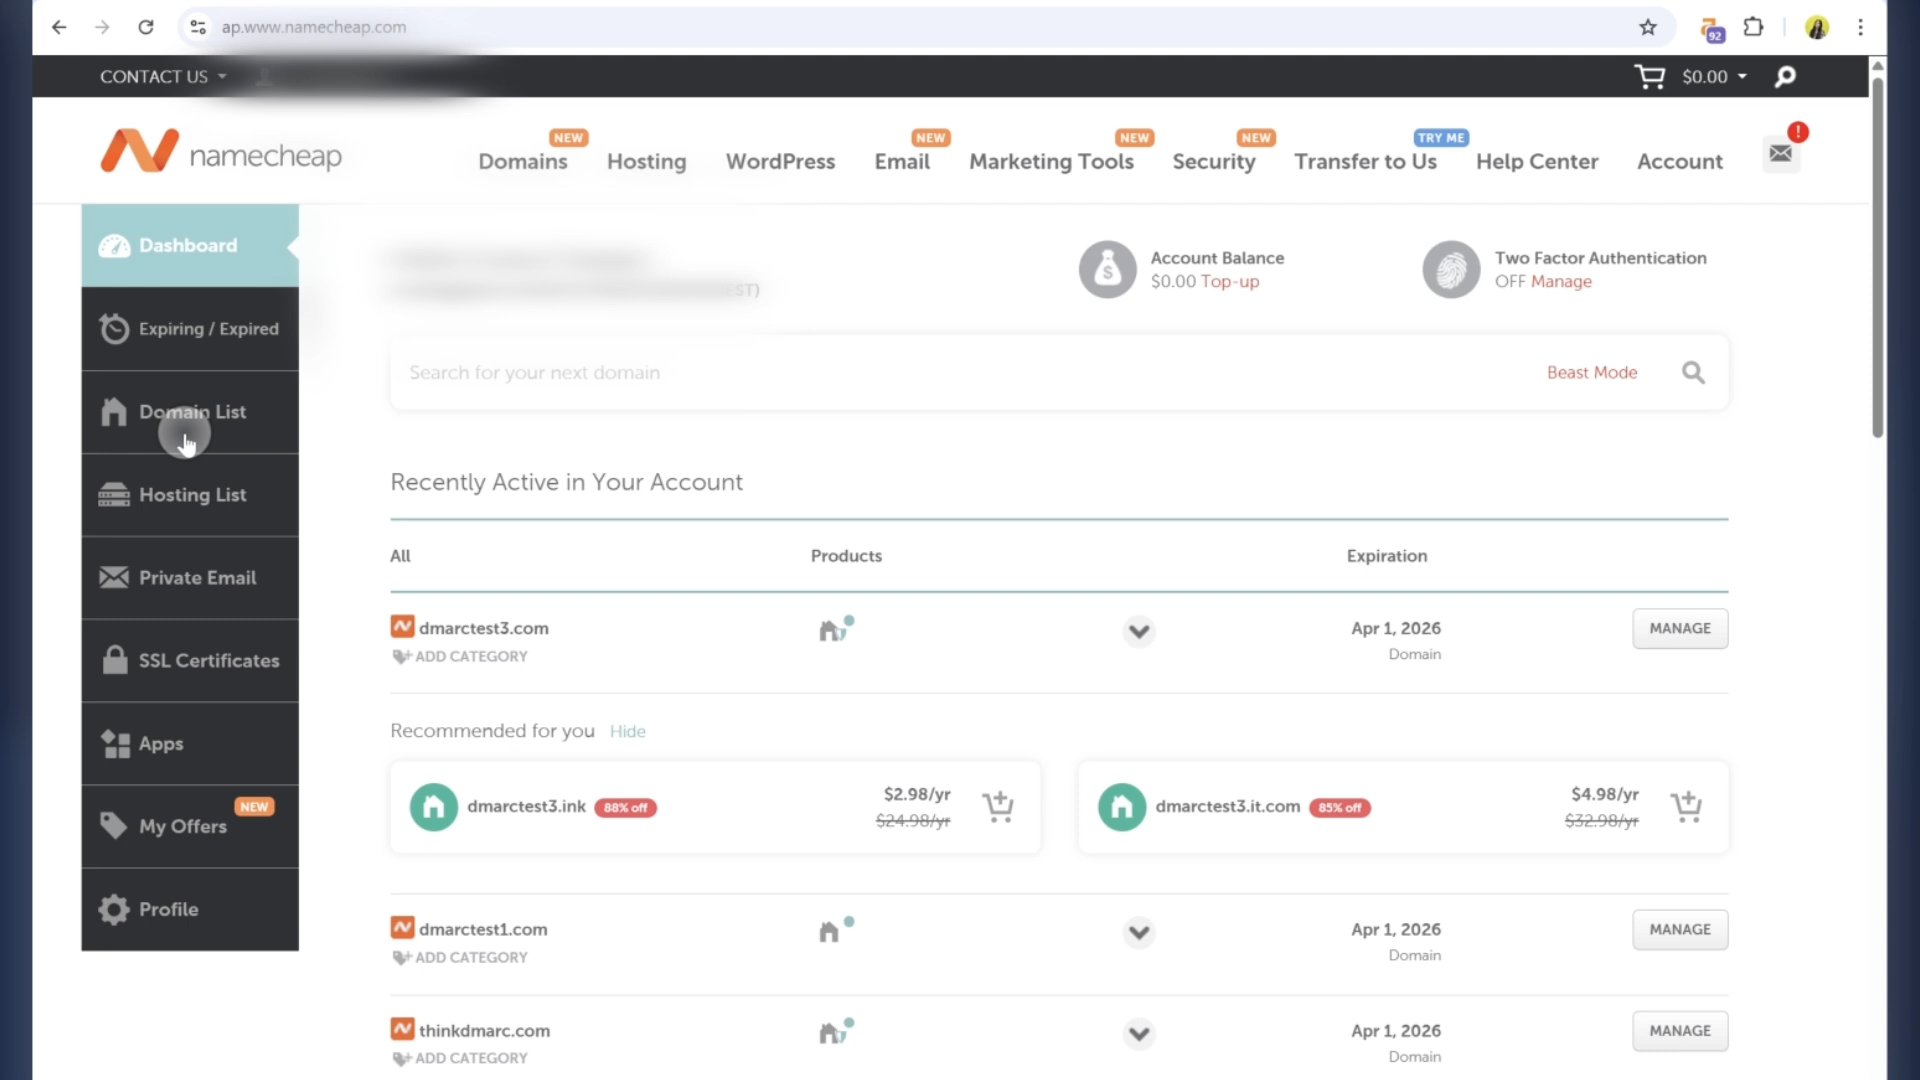 ap.www.namecheap.com
92
CONTACT US
$0.00
namecheap
NEW
Domains
Hosting
WordPress
NEW
Email
NEW
Marketing Tools
NEW
Security
TRY ME
Transfer to Us
Help Center
Account
!
Dashboard
Expiring / Expired
Domain List
Hosting List
Private Email
SSL Certificates
Apps
NEW
My Offers
Profile
Account Balance
$0.00 Top-up
Two Factor Authentication
OFF Manage
Search for your next domain
Beast Mode
Recently Active in Your Account
All Products Expiration
dmarctest3.com Apr 1, 2026 MANAGE
ADD CATEGORY Domain
Recommended for you Hide
dmarctest3.ink 88% off $2.98/yr
$24.98/yr
dmarctest3.it.com 85% off $4.98/yr
$32.98/yr
dmarctest1.com Apr 1, 2026 MANAGE
ADD CATEGORY Domain
thinkdmarc.com Apr 1, 2026 MANAGE
ADD CATEGORY Domain